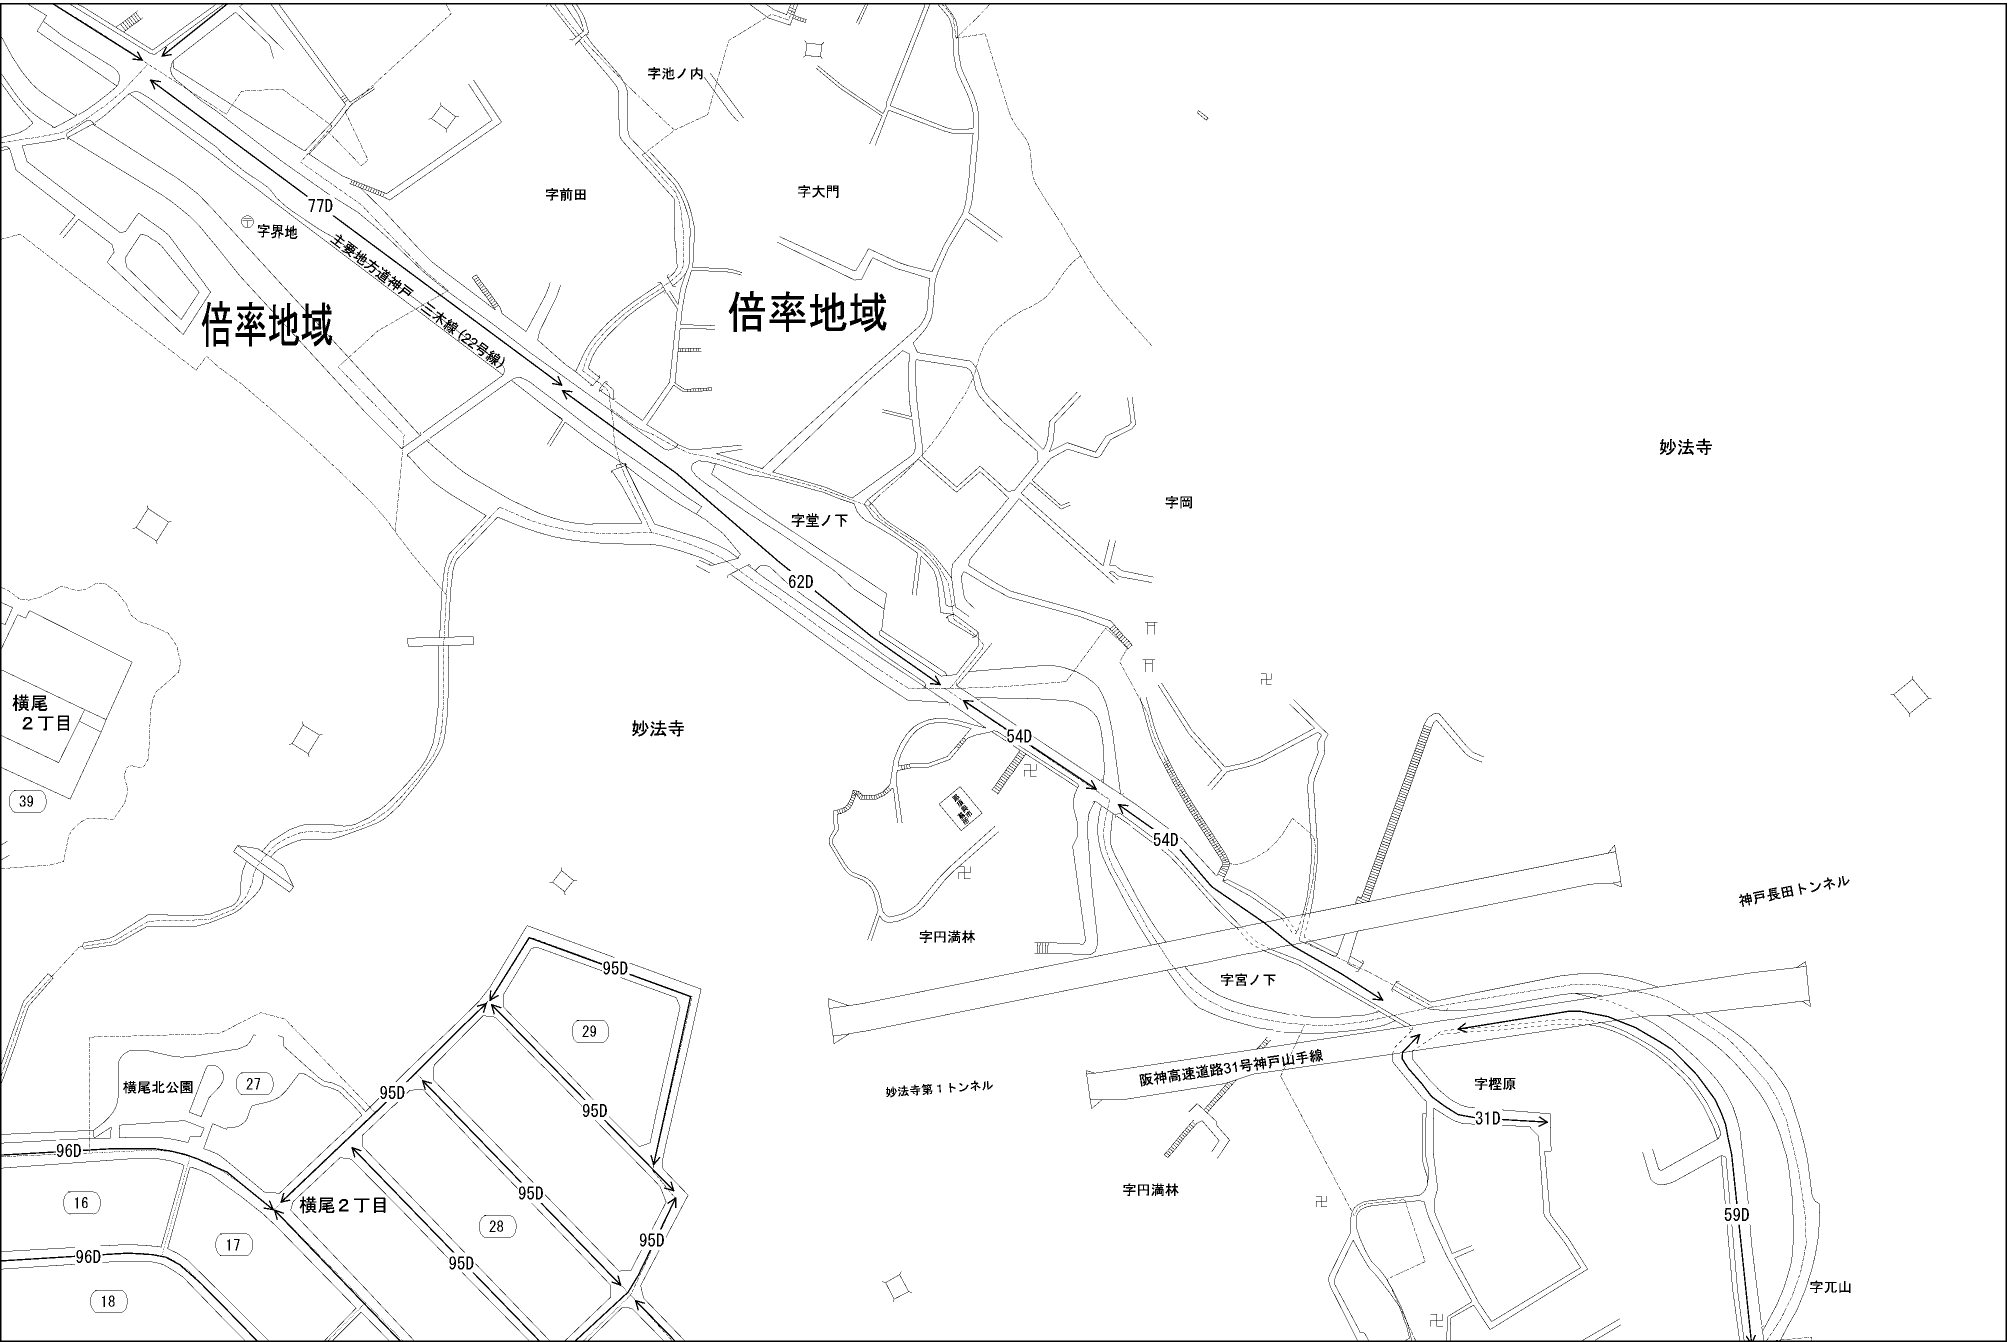 字池ノ内
字前田
字大門
77D
〒
字界地
主要地方道神戸 三木線(22号線)
倍率地域
倍率地域
妙法寺
字岡
字堂ノ下
62D
横尾
2丁目
妙法寺
54D
39
54D
神戸長田トンネル
字円満林
95D
字宮ノ下
29
阪神高速道路31号神戸山手線
横尾北公園
27
95D
妙法寺第1トンネル
字樫原
95D
31D
96D
95D
字円満林
16
横尾2丁目
28
59D
17
95D
96D
95D
18
字兀山